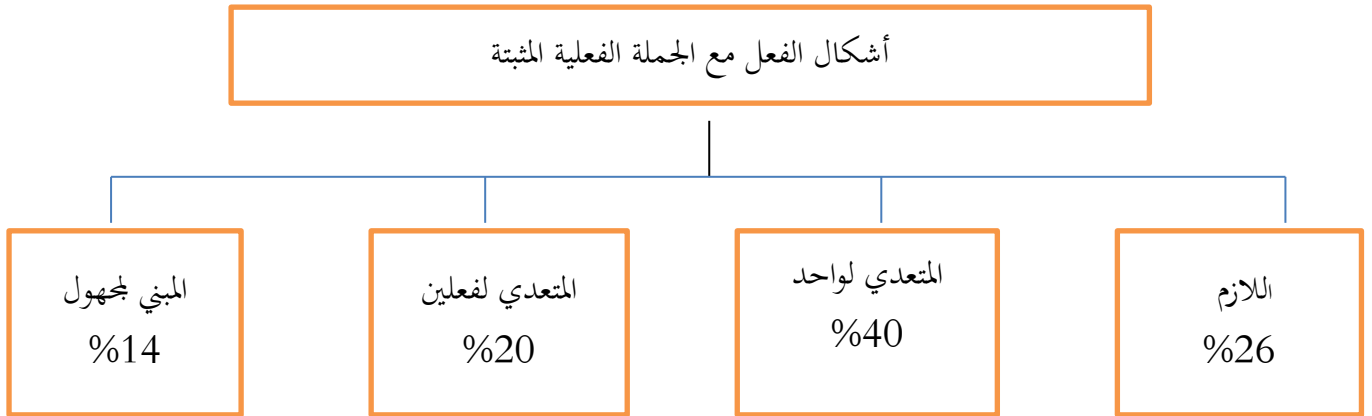 أشكال الفعل مع الجملة الفعلية المثبتة
اللازم
%26
المتعدي لواحد
%40
المتعدي لفعلين
%20
المبني لمجهول
%14